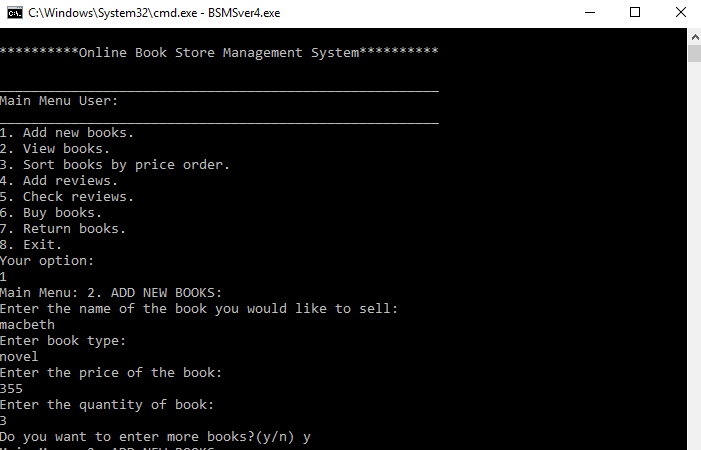 C:\Windows\System32\cmd.exe - BSMSver4.exe
**********Online Book Store Management System**********
Main Menu User:
1. Add new books.
2. View books.
3. Sort books by price order.
4. Add reviews.
5. Check reviews.
6. Buy books.
7. Return books.
8. Exit.
Your option:
1
Main Menu: 2. ADD NEW BOOKS:
Enter the name of the book you would like to sell:
macbeth
Enter book type:
novel
Enter the price of the book:
355
Enter the quantity of book:
3
Do you want to enter more books?(y/n) y